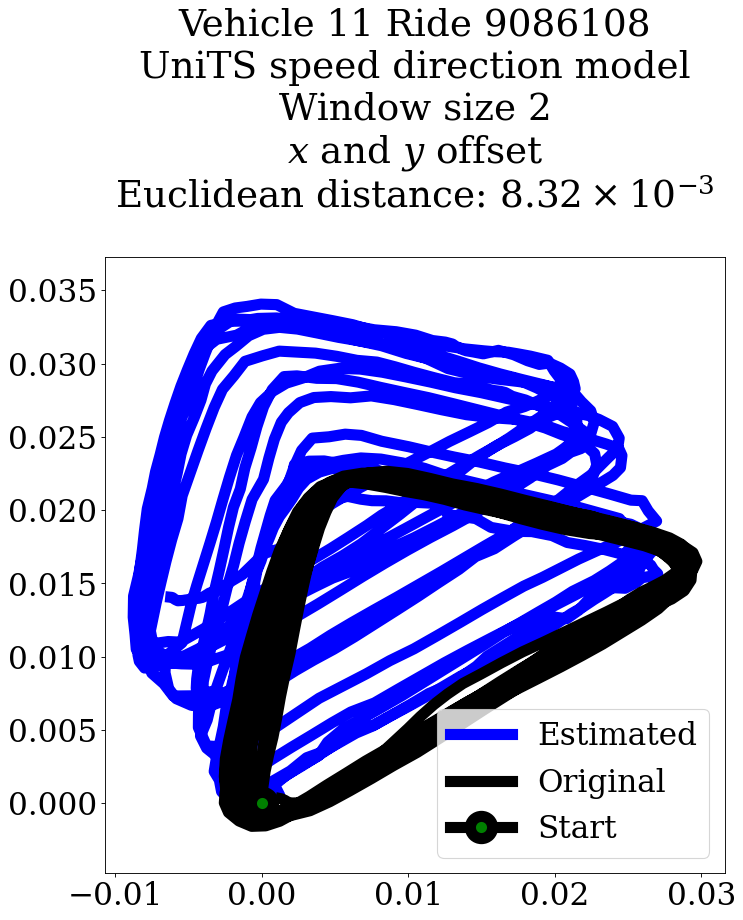 Vehicle 11 Ride 9086108
UniTS speed direction model
Window size 2
x and y offset
Euclidean distance: 8.32 × 10⁻³
0.035
0.030
0.025
0.020
0.015
0.010
0.005
0.000
−0.01 0.00 0.01 0.02 0.03
Estimated
Original
Start